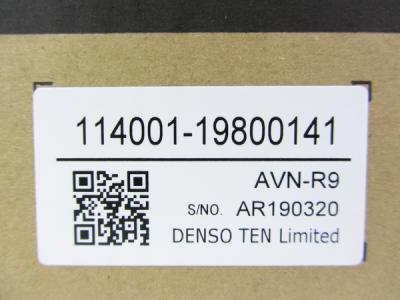 114001-19800141
AVN-R9
S/NO. AR190320
DENSO TEN Limited